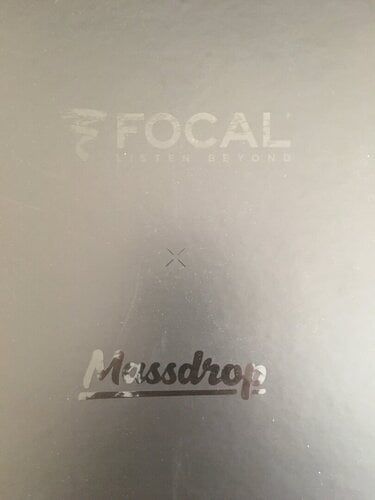 FOCAL
LISTEN BEYOND
×
Massdrop